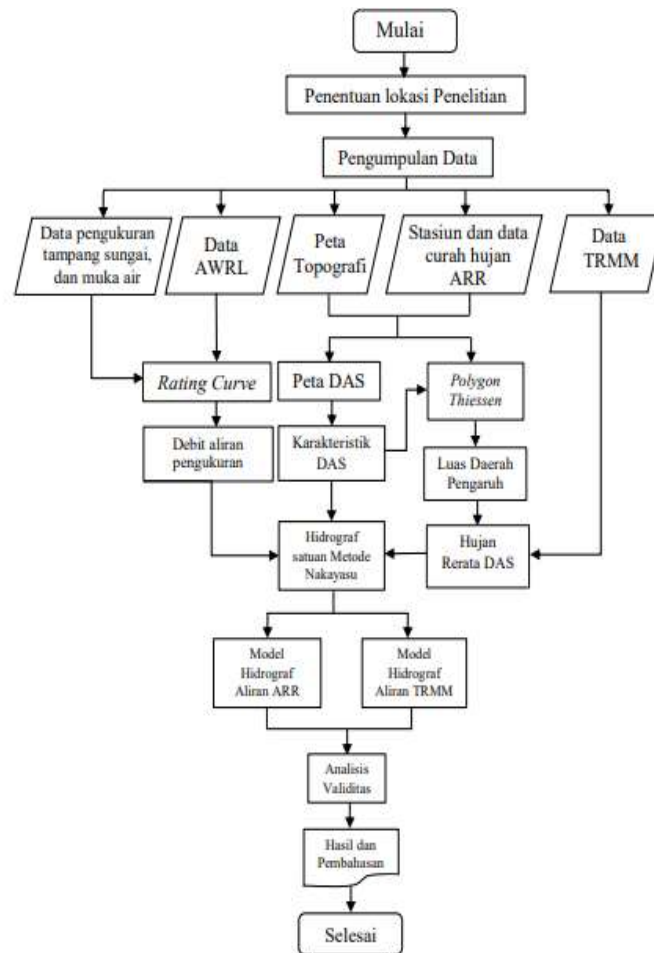 Mulai
Penentuan lokasi Penelitian
Pengumpulan Data
Data pengukuran
tampang sungai,
dan muka air
Data
AWRL
Peta
Topografi
Stasiun dan data
curah hujan
ARR
Data
TRMM
Rating Curve
Peta DAS
Polygon
Thiessen
Debit aliran
pengukuran
Karakteristik
DAS
Luas Daerah
Pengaruh
Hidrograf
satuan Metode
Nakayasu
Hujan
Rerata DAS
Model
Hidrograf
Aliran ARR
Model
Hidrograf
Aliran TRMM
Analisis
Validitas
Hasil dan
Pembahasan
Selesai